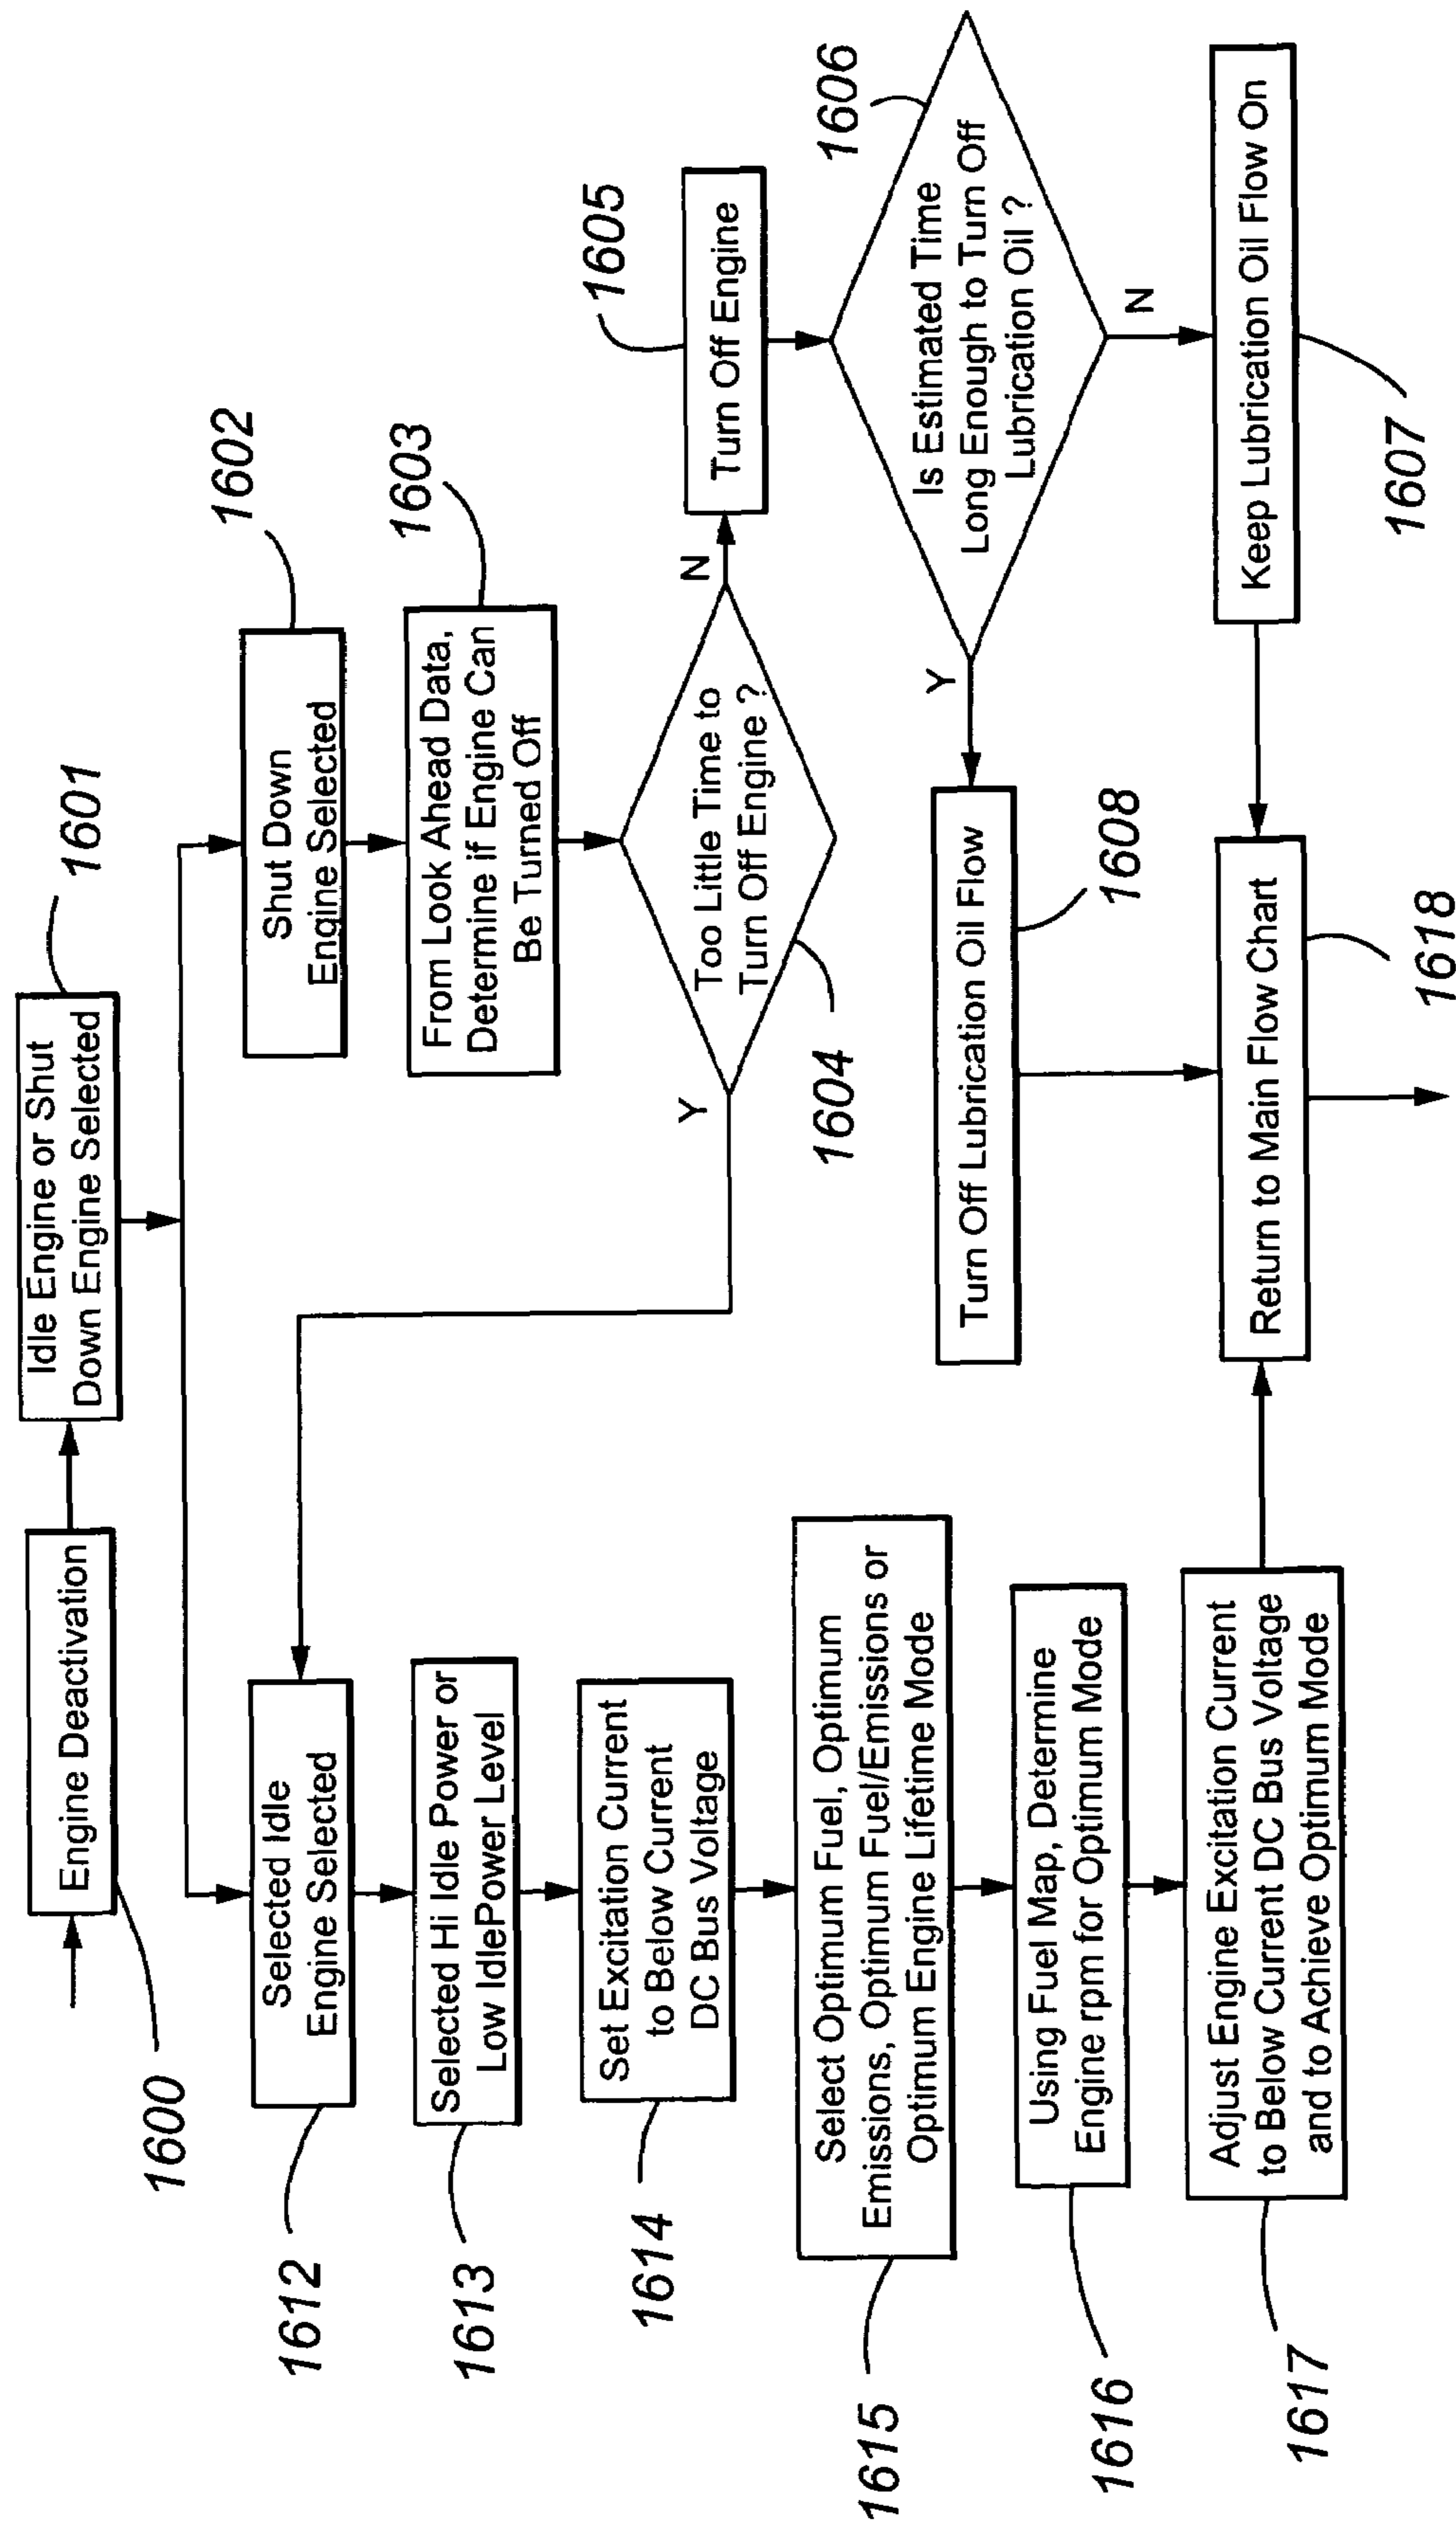 1600
Engine Deactivation
1601
Idle Engine or Shut
Down Engine Selected
1602
Shut Down
Engine Selected
1603
From Look Ahead Data,
Determine if Engine Can
Be Turned Off
1604
Too Little Time to
Turn Off Engine ?
Y
N
1605
Turn Off Engine
1606
Is Estimated Time
Long Enough to Turn Off
Lubrication Oil ?
Y
N
1607
Keep Lubrication Oil Flow On
1608
Turn Off Lubrication Oil Flow
1612
Selected Idle
Engine Selected
1613
Selected Hi Idle Power or
Low IdlePower Level
1614
Set Excitation Current
to Below Current
DC Bus Voltage
1615
Select Optimum Fuel, Optimum
Emissions, Optimum Fuel/Emissions or
Optimum Engine Lifetime Mode
1616
Using Fuel Map, Determine
Engine rpm for Optimum Mode
1617
Adjust Engine Excitation Current
to Below Current DC Bus Voltage
and to Achieve Optimum Mode
Return to Main Flow Chart
1618